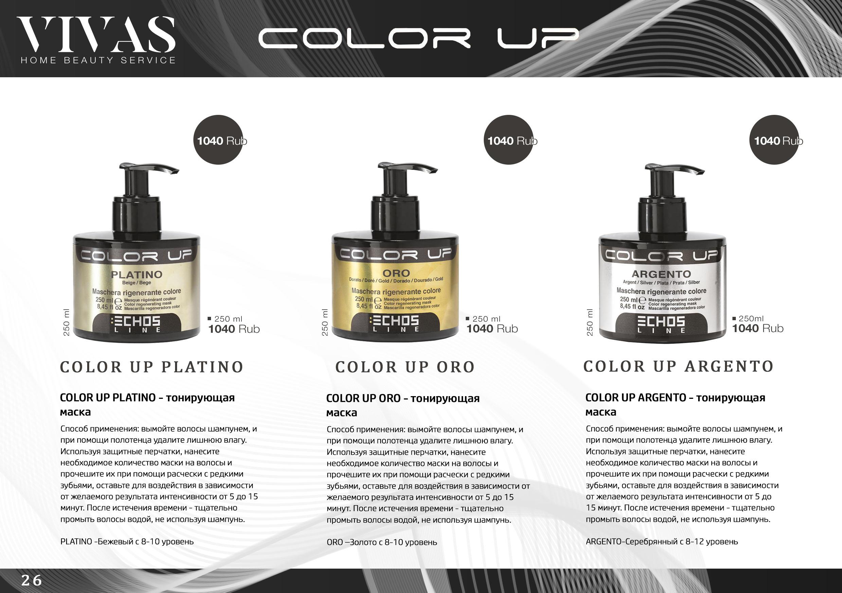 VIVAS
HOME BEAUTY SERVICE
COLOR UP
1040 Rub
COLOR UP
PLATINO
Beige / Bege
Maschera rigenerante colore
250 ml e
8,45 fl oz
Masque régénérant couleur
Color regenerating mask
Mascarilla regeneradora color
ECHOS
LINE
250 ml
■ 250 ml
1040 Rub
COLOR UP PLATINO
COLOR UP PLATINO - тонирующая
маска
Способ применения: вымойте волосы шампунем, и
при помощи полотенца удалите лишнюю влагу.
Используя защитные перчатки, нанесите
необходимое количество маски на волосы и
прочешите их при помощи расчески с редкими
зубьями, оставьте для воздействия в зависимости
от желаемого результата интенсивности от 5 до 15
минут. После истечения времени - тщательно
промыть волосы водой, не используя шампунь.
PLATINO -Бежевый с 8-10 уровень
1040 Rub
COLOR UP
ORO
Dorato / Doré / Gold / Dorado / Dourado / Gold
Maschera rigenerante colore
250 ml e
8,45 fl oz
Masque régénérant couleur
Color regenerating mask
Mascarilla regeneradora color
ECHOS
LINE
250 ml
■ 250 ml
1040 Rub
COLOR UP ORO
COLOR UP ORO - тонирующая
маска
Способ применения: вымойте волосы шампунем, и
при помощи полотенца удалите лишнюю влагу.
Используя защитные перчатки, нанесите
необходимое количество маски на волосы и
прочешите их при помощи расчески с редкими
зубьями, оставьте для воздействия в зависимости от
желаемого результата интенсивности от 5 до 15
минут. После истечения времени - тщательно
промыть волосы водой, не используя шампунь.
ORO –Золото с 8-10 уровень
1040 Rub
COLOR UP
ARGENTO
Argent / Silver / Plata / Prata / Silber
Maschera rigenerante colore
250 ml e
8,45 fl oz
Masque régénérant couleur
Color regenerating mask
Mascarilla regeneradora color
ECHOS
LINE
250 ml
■ 250ml
1040 Rub
COLOR UP ARGENTO
COLOR UP ARGENTO - тонирующая
маска
Способ применения: вымойте волосы шампунем, и
при помощи полотенца удалите лишнюю влагу.
Используя защитные перчатки, нанесите
необходимое количество маски на волосы и
прочешите их при помощи расчески с редкими
зубьями, оставьте для воздействия в зависимости
от желаемого результата интенсивности от 5 до
15 минут. После истечения времени - тщательно
промыть волосы водой, не используя шампунь.
ARGENTO-Серебрянный с 8-12 уровень
26